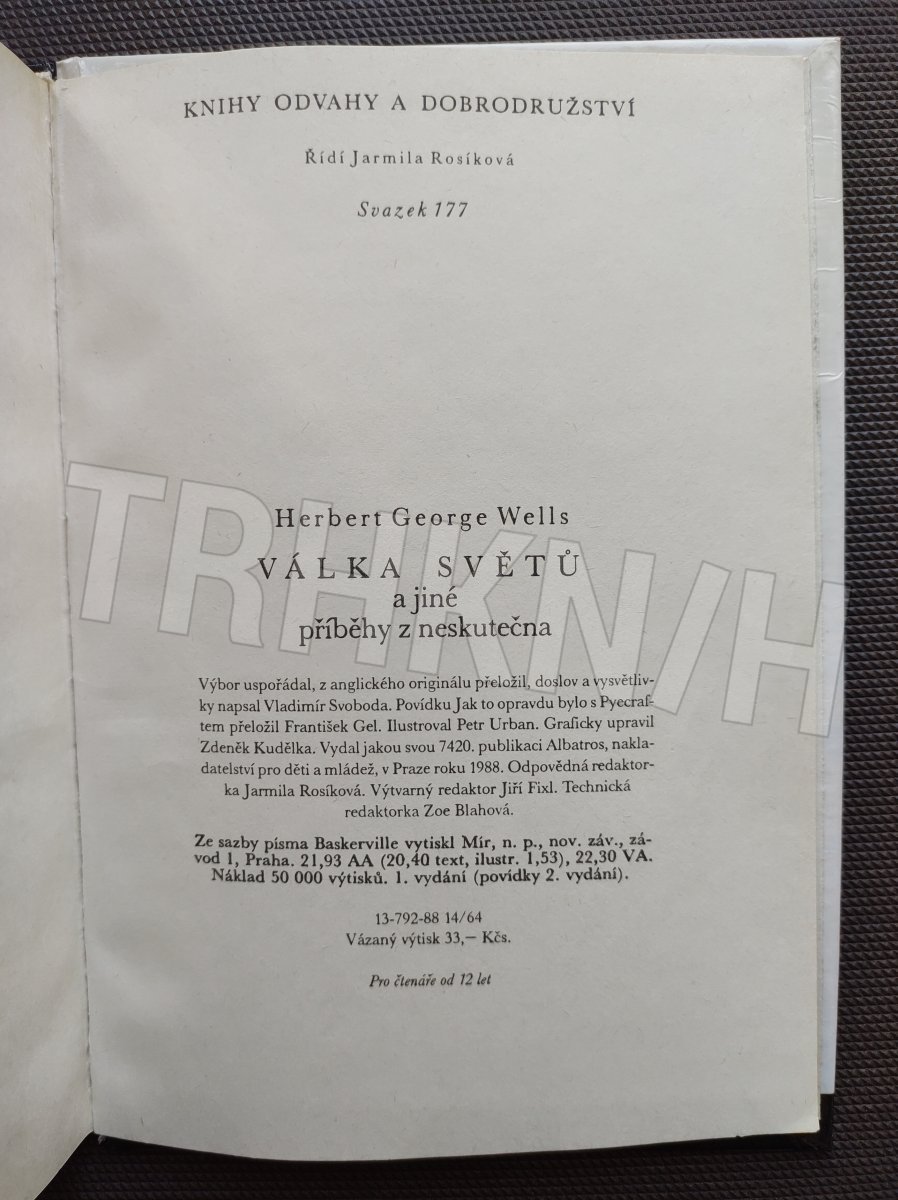 KNIHY ODVAHY A DOBRODRUŽSTVÍ
Řídí Jarmila Rosíková
Svazek 177
Herbert George Wells
VÁLKA SVĚTŮ
a jiné
příběhy z neskutečna
Výbor uspořádal, z anglického originálu přeložil, doslov a vysvětliv-
ky napsal Vladimír Svoboda. Povídku Jak to opravdu bylo s Pyecraf-
tem přeložil František Gel. Ilustroval Petr Urban. Graficky upravil
Zdeněk Kudělka. Vydal jakou svou 7420. publikaci Albatros, nakla-
datelství pro děti a mládež, v Praze roku 1988. Odpovědná redaktor-
ka Jarmila Rosíková. Výtvarný redaktor Jiří Fixl. Technická
redaktorka Zoe Blahová.
Ze sazby písma Baskerville vytiskl Mír, n. p., nov. záv., zá-
vod 1, Praha. 21,93 AA (20,40 text, ilustr. 1,53), 22,30 VA.
Náklad 50 000 výtisků. 1. vydání (povídky 2. vydání).
13-792-88 14/64
Vázaný výtisk 33,– Kčs.
Pro čtenáře od 12 let
TRHKN/H